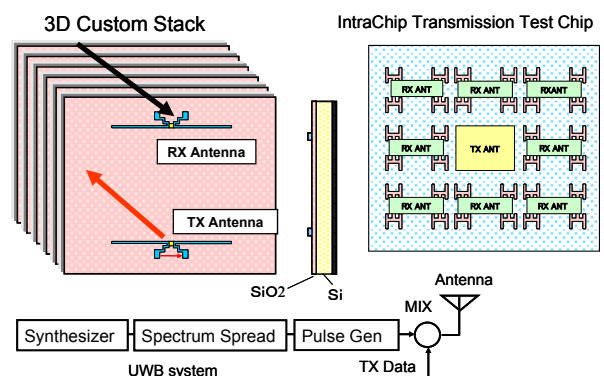 3D Custom Stack
IntraChip Transmission Test Chip
RX Antenna
TX Antenna
SiO2
Si
RX ANT
RX ANT
RXANT
RX ANT
TX ANT
RX ANT
RX ANT
RX ANT
RX ANT
Antenna
MIX
Synthesizer
Spectrum Spread
Pulse Gen
UWB system
TX Data